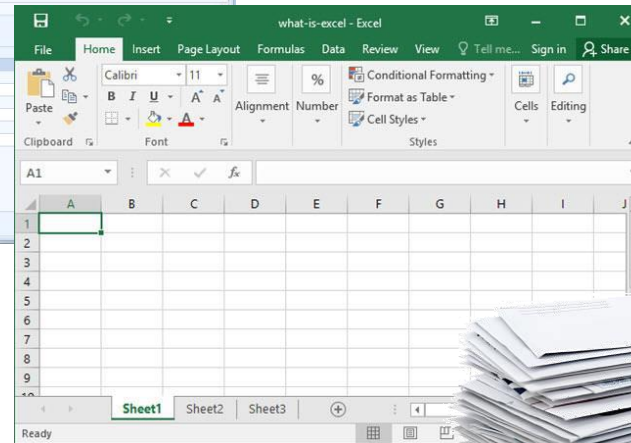 what-is-excel - Excel
File Home Insert Page Layout Formulas Data Review View Tell me... Sign in Share
Calibri 11
Paste B I U A A Alignment % Number Conditional Formatting Format as Table Cell Styles Cells Editing
A
Clipboard Font Styles
A1 fx
A B C D E F G H I J
1
2
3
4
5
6
7
8
9
10
Sheet1 Sheet2 Sheet3
Ready